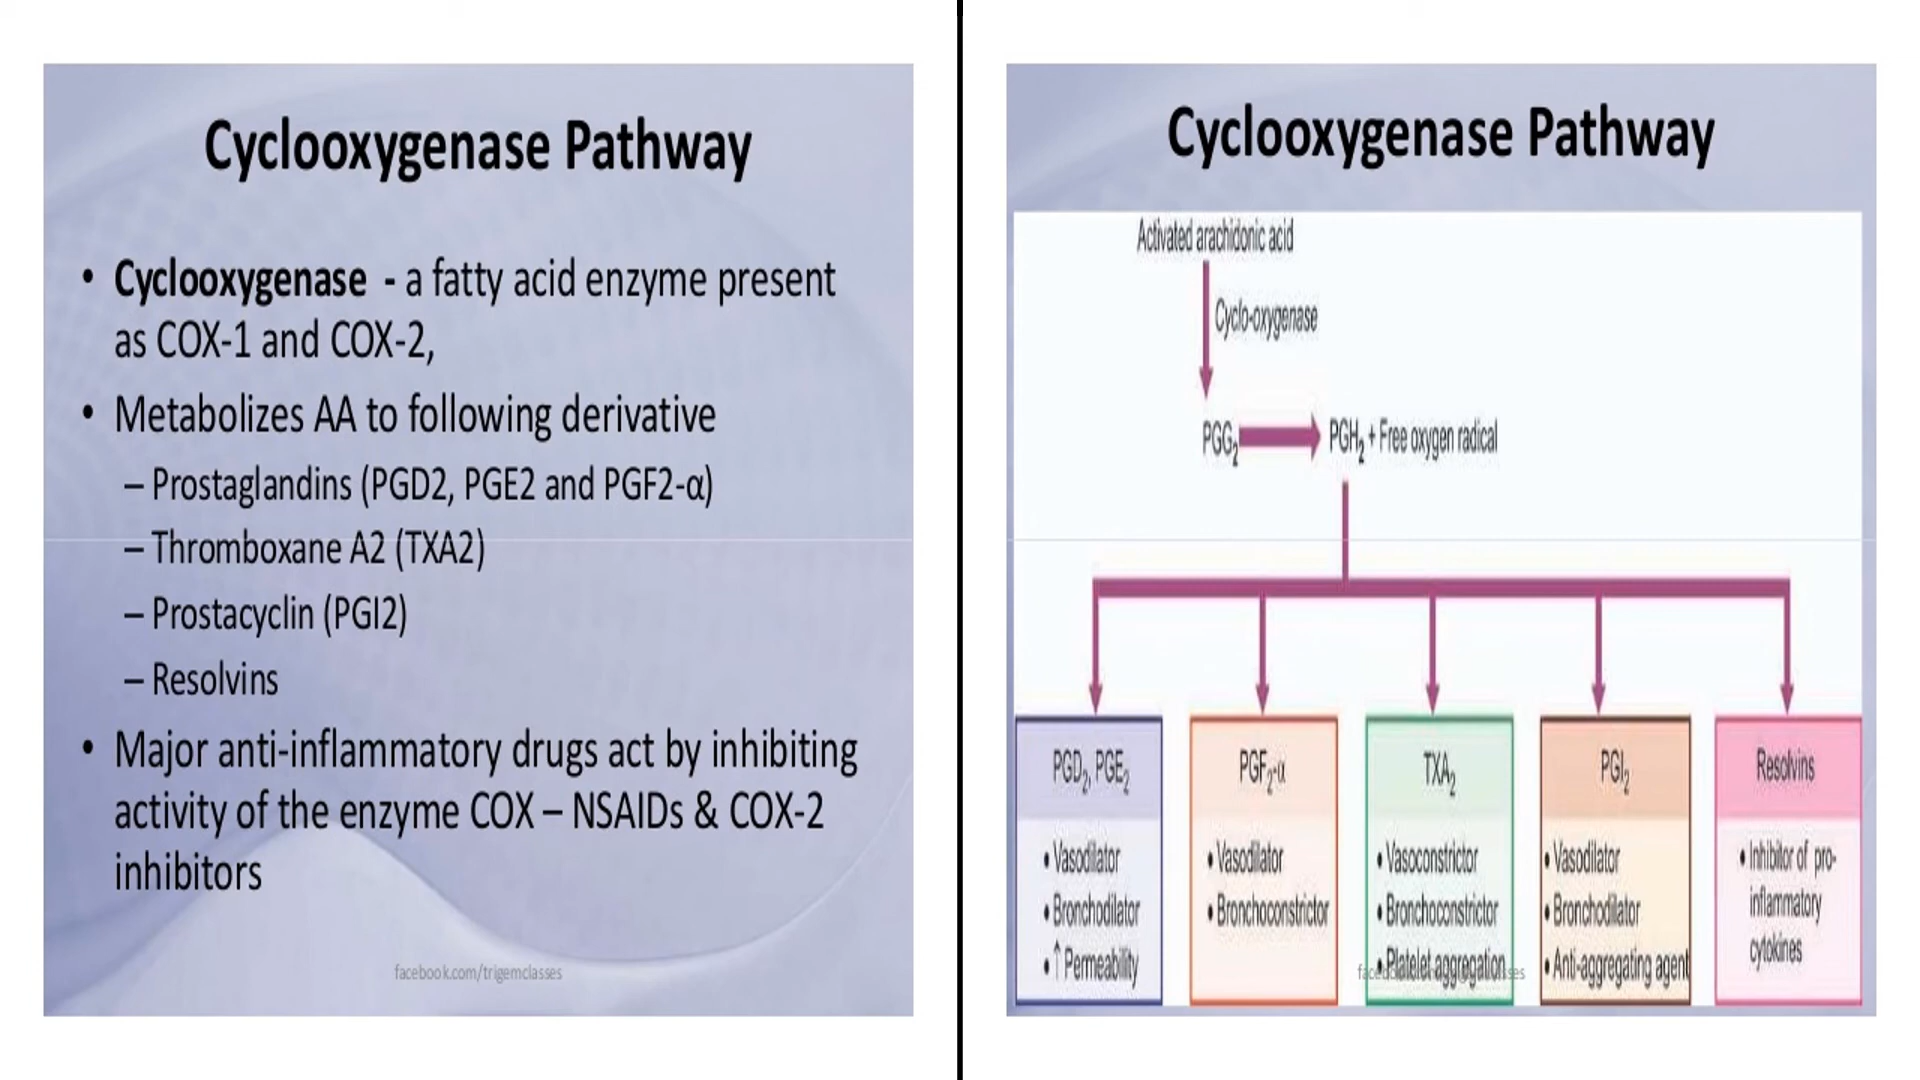 Cyclooxygenase Pathway
• Cyclooxygenase - a fatty acid enzyme present
as COX-1 and COX-2,
• Metabolizes AA to following derivative
– Prostaglandins (PGD2, PGE2 and PGF2-α)
– Thromboxane A2 (TXA2)
– Prostacyclin (PGI2)
– Resolvins
• Major anti-inflammatory drugs act by inhibiting
activity of the enzyme COX – NSAIDs & COX-2
inhibitors
facebook.com/trigemclasses
Cyclooxygenase Pathway
Activated arachidonic acid
Cyclo-oxygenase
PGG₂
PGH₂ + Free oxygen radical
PGD₂, PGE₂
• Vasodilator
• Bronchodilator
• ↑ Permeability
PGF₂-α
• Vasodilator
• Bronchoconstrictor
TXA₂
• Vasoconstrictor
• Bronchoconstrictor
• Platelet aggregation
PGI₂
• Vasodilator
• Bronchodilator
• Anti-aggregating agent
Resolvins
• Inhibitor of pro-
inflammatory
cytokines